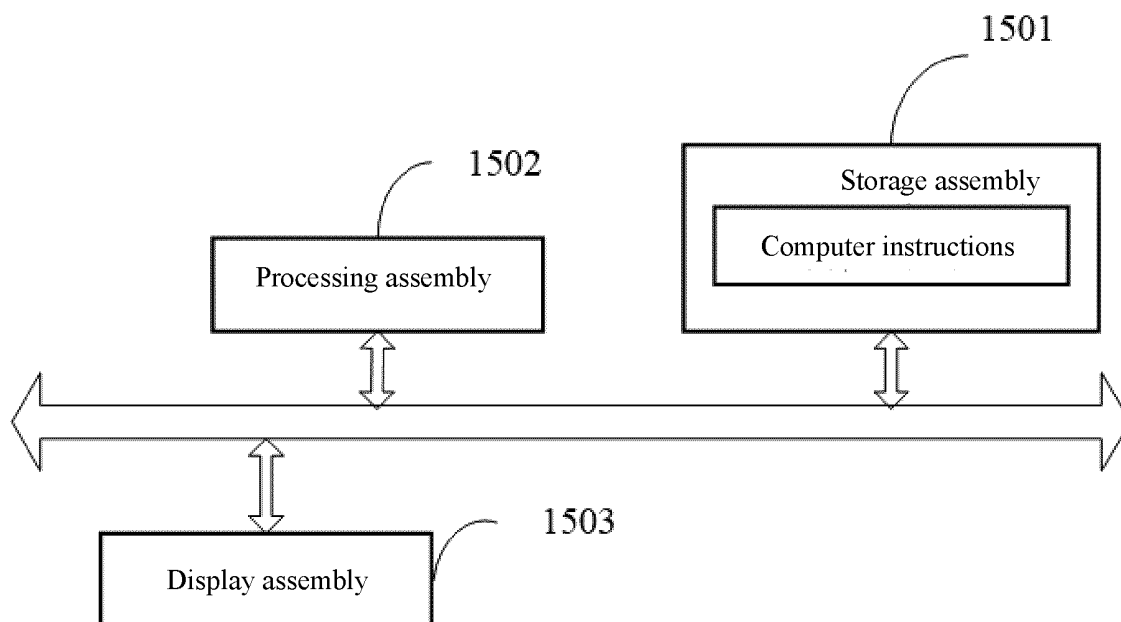 1501
1502
Storage assembly
Computer instructions
Processing assembly
1503
Display assembly